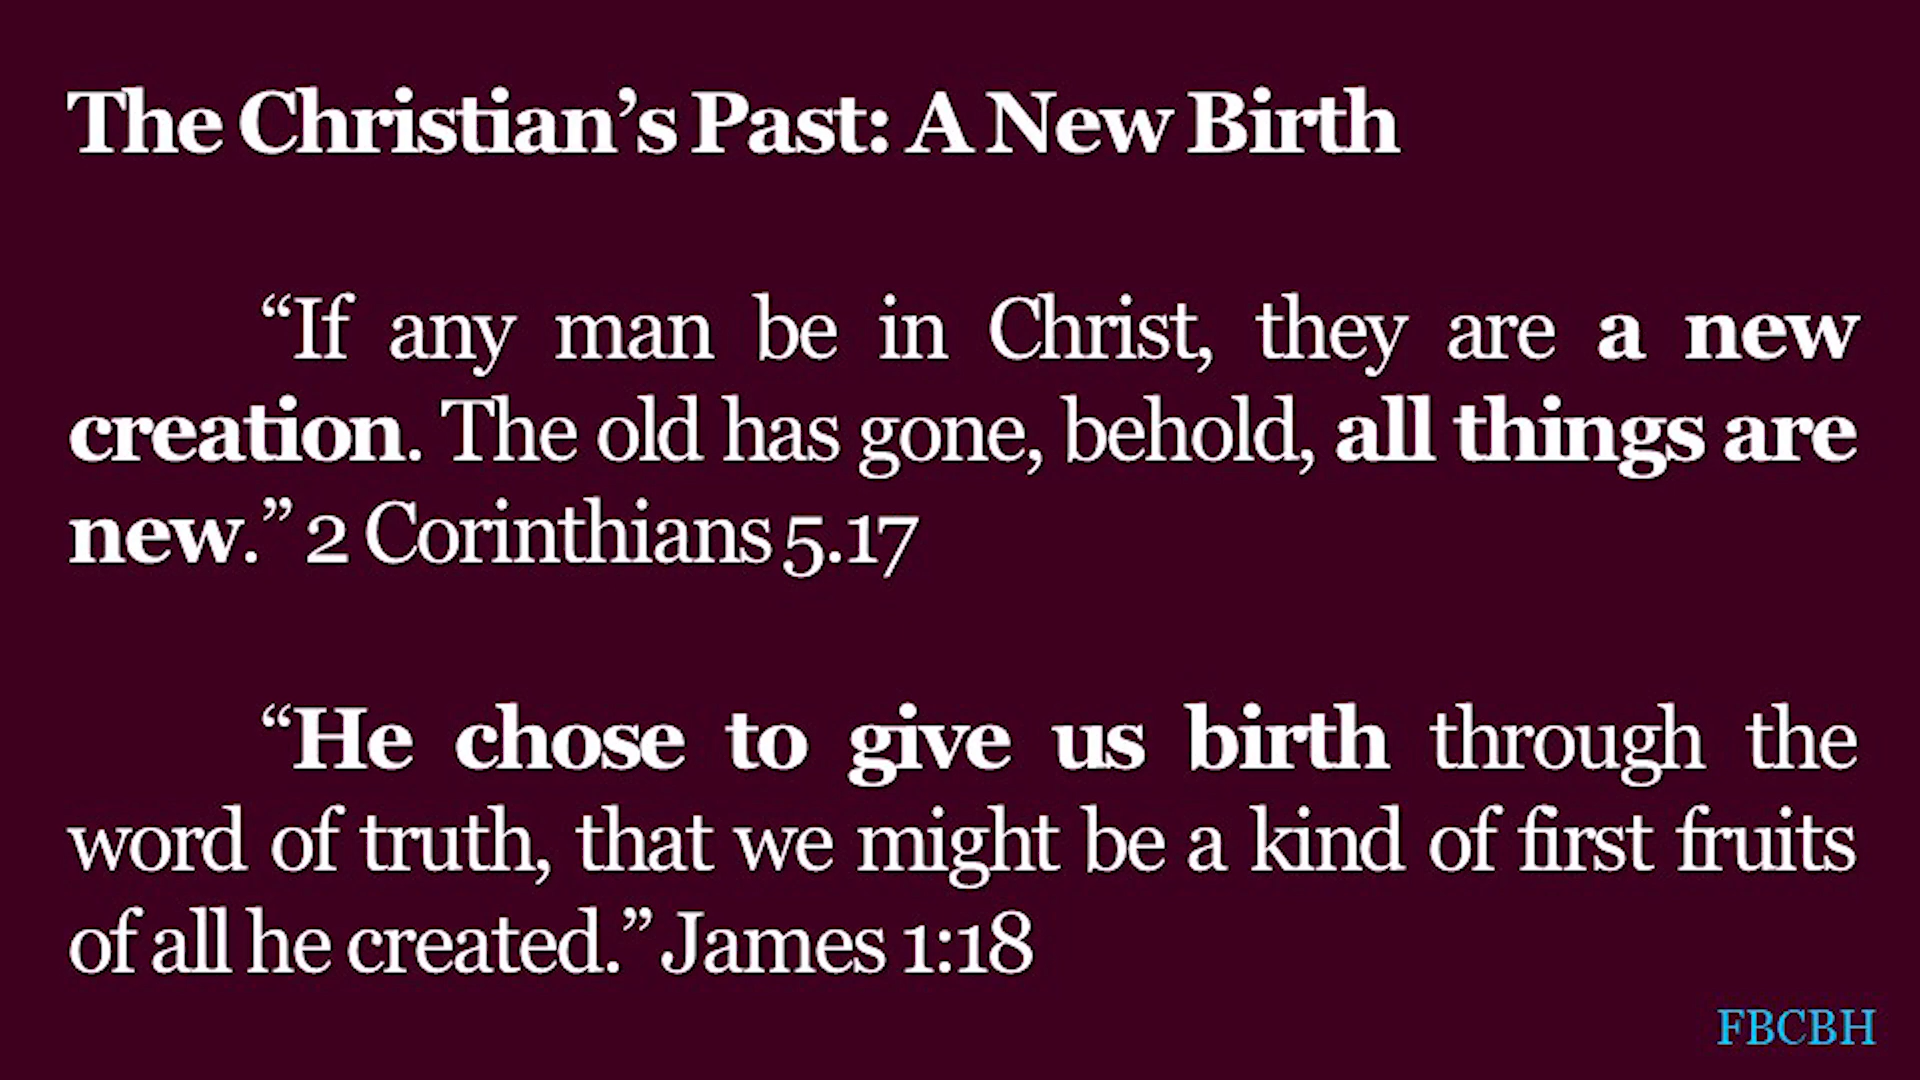 The Christian’s Past: A New Birth
“If any man be in Christ, they are a new
creation. The old has gone, behold, all things are
new.” 2 Corinthians 5.17
“He chose to give us birth through the
word of truth, that we might be a kind of first fruits
of all he created.” James 1:18
FBCBH